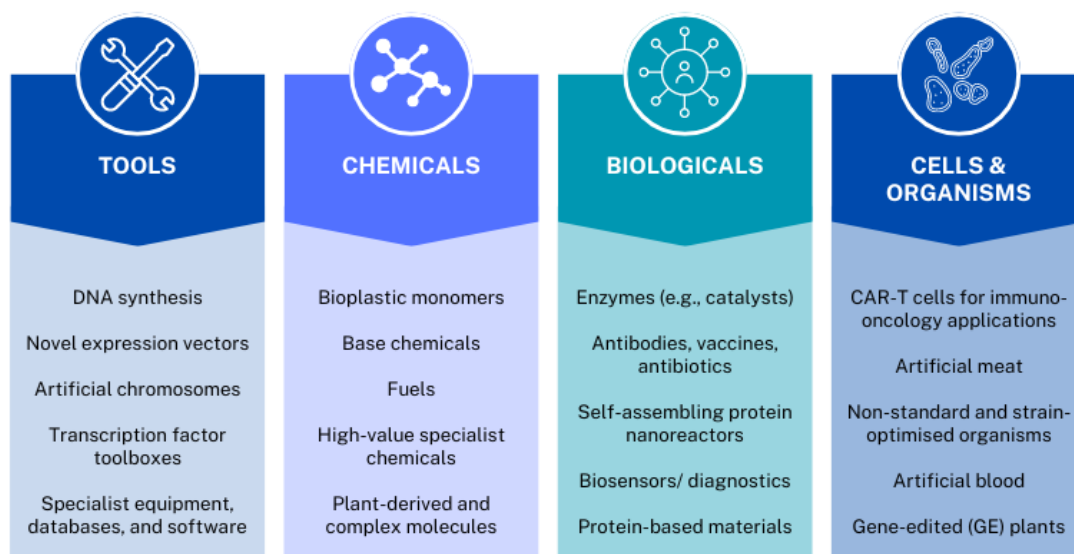 TOOLS
DNA synthesis
Novel expression vectors
Artificial chromosomes
Transcription factor
toolboxes
Specialist equipment,
databases, and software
CHEMICALS
Bioplastic monomers
Base chemicals
Fuels
High-value specialist
chemicals
Plant-derived and
complex molecules
BIOLOGICALS
Enzymes (e.g., catalysts)
Antibodies, vaccines,
antibiotics
Self-assembling protein
nanoreactors
Biosensors/ diagnostics
Protein-based materials
CELLS &
ORGANISMS
CAR-T cells for immuno-
oncology applications
Artificial meat
Non-standard and strain-
optimised organisms
Artificial blood
Gene-edited (GE) plants